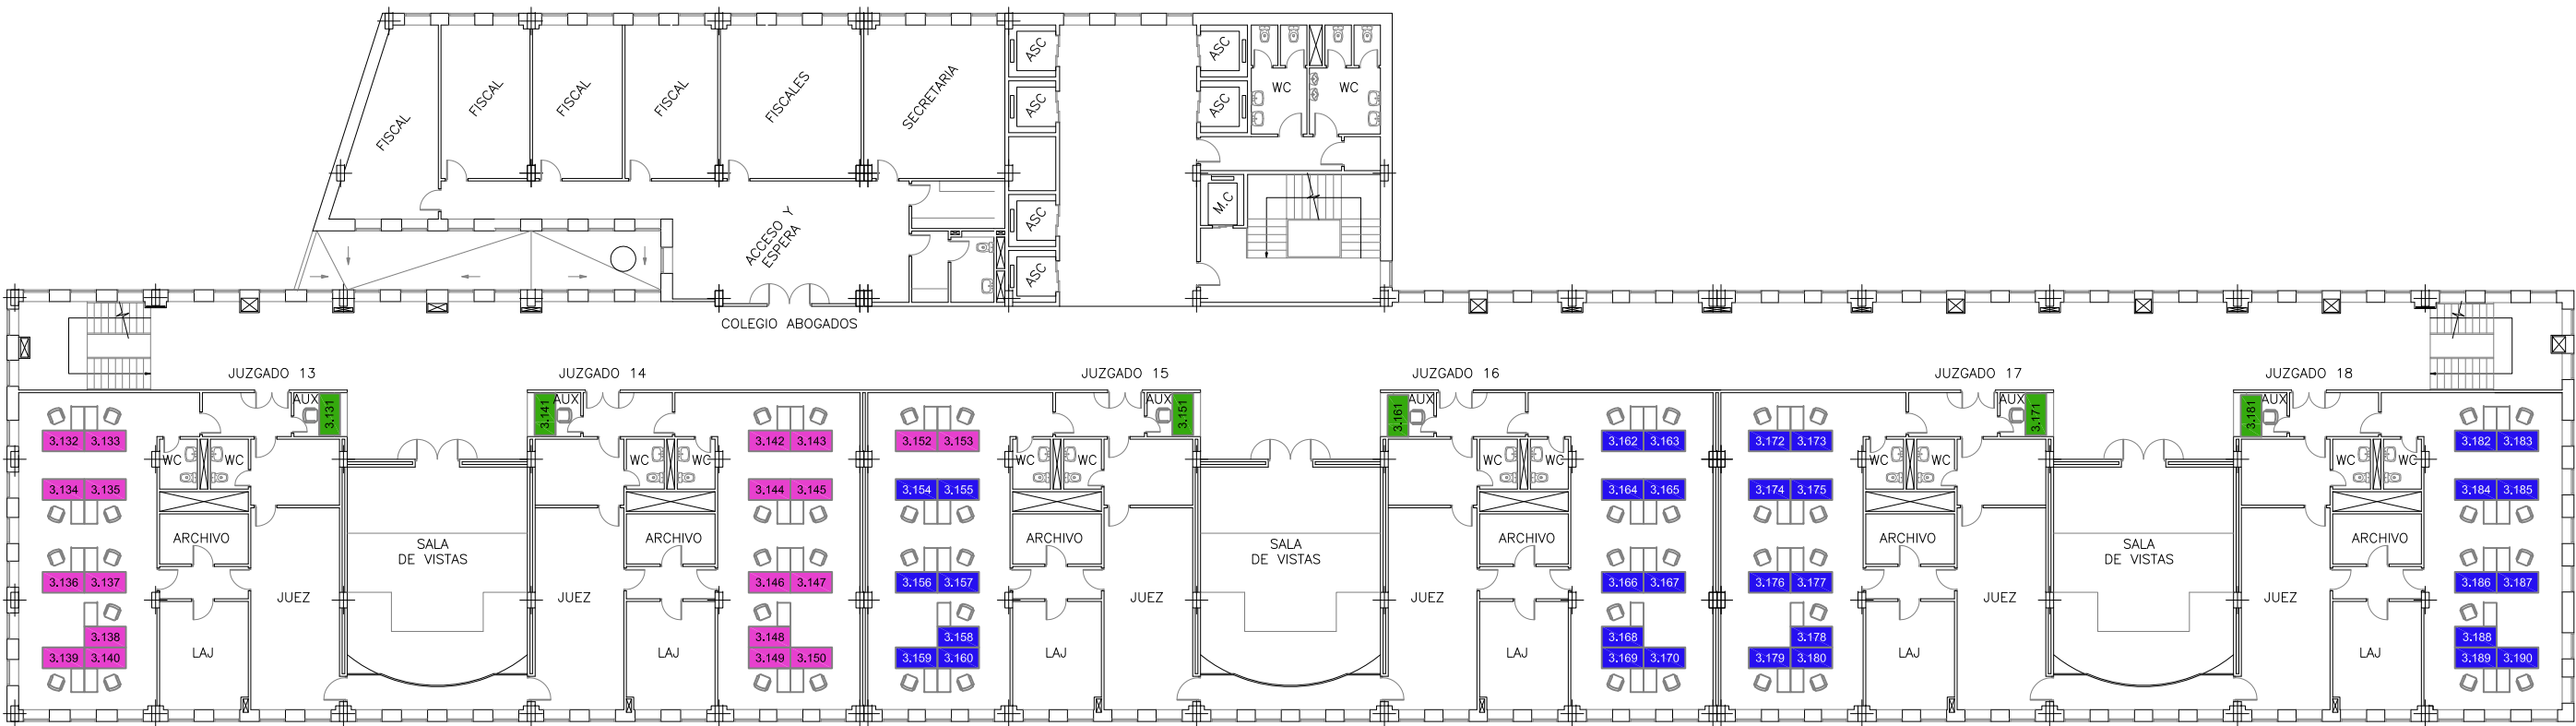 FISCAL
FISCAL
FISCAL
FISCAL
FISCALES
SECRETARIA
ASC
ASC
ASC
ASC
ASC
ASC
WC
WC
M.C
ACCESO Y
ESPERA
COLEGIO ABOGADOS
JUZGADO 13
JUZGADO 14
JUZGADO 15
JUZGADO 16
JUZGADO 17
JUZGADO 18
AUX
3.131
3.141
AUX
AUX
3.151
3.161
AUX
AUX
3.171
3.181
AUX
3.132 3.133
3.142 3.143
3.152 3.153
3.162 3.163
3.172 3.173
3.182 3.183
WC
WC
WC
WC
WC
WC
WC
WC
WC
WC
WC
WC
3.134 3.135
3.144 3.145
3.154 3.155
3.164 3.165
3.174 3.175
3.184 3.185
ARCHIVO
SALA
DE VISTAS
ARCHIVO
ARCHIVO
SALA
DE VISTAS
ARCHIVO
ARCHIVO
SALA
DE VISTAS
ARCHIVO
3.136 3.137
3.146 3.147
3.156 3.157
3.166 3.167
3.176 3.177
3.186 3.187
JUEZ
JUEZ
JUEZ
JUEZ
JUEZ
JUEZ
3.138
3.148
3.158
3.168
3.178
3.188
3.139 3.140
LAJ
LAJ
3.149 3.150
3.159 3.160
LAJ
LAJ
3.169 3.170
3.179 3.180
LAJ
LAJ
3.189 3.190